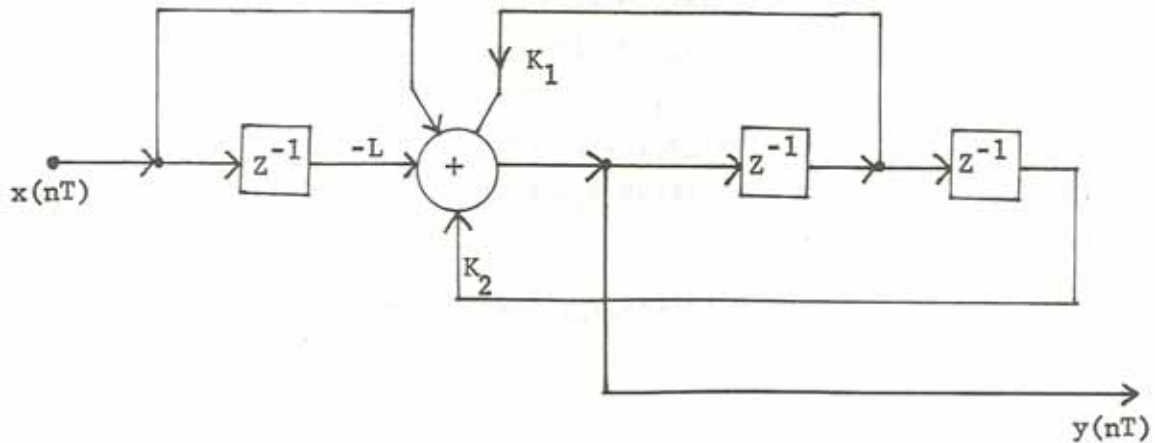 K₁
z⁻¹ -L + z⁻¹ z⁻¹
x(nT)
K₂
y(nT)